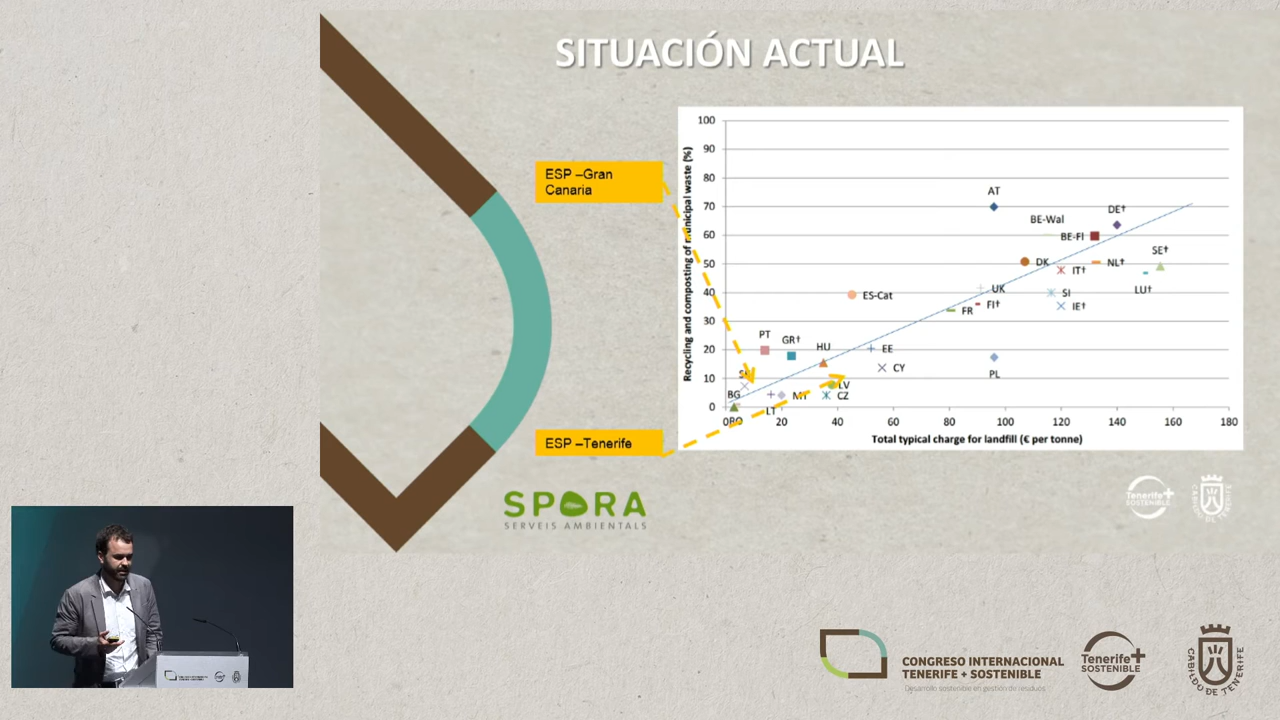 SITUACIÓN ACTUAL
ESP –Gran
Canaria
ESP –Tenerife
Recycling and composting of municipal waste (%)
100
90
80
70
60
50
40
30
20
10
0
AT
DE†
BE-Wal
BE-Fl
SE†
DK
IT†
NL†
LU†
UK
SI
ES-Cat
FR
FI†
IE†
PT
GR†
HU
EE
CY
PL
BG
LT
LV
CZ
RO
20
40
60
80
100
120
140
160
180
Total typical charge for landfill (€ per tonne)
SPORA
SERVEIS AMBIENTALS
Tenerife+
SOSTENIBLE
CABILDO DE TENERIFE
CONGRESO INTERNACIONAL
TENERIFE + SOSTENIBLE
Desarrollo sostenible en gestión de residuos
Tenerife+
SOSTENIBLE
CABILDO DE TENERIFE